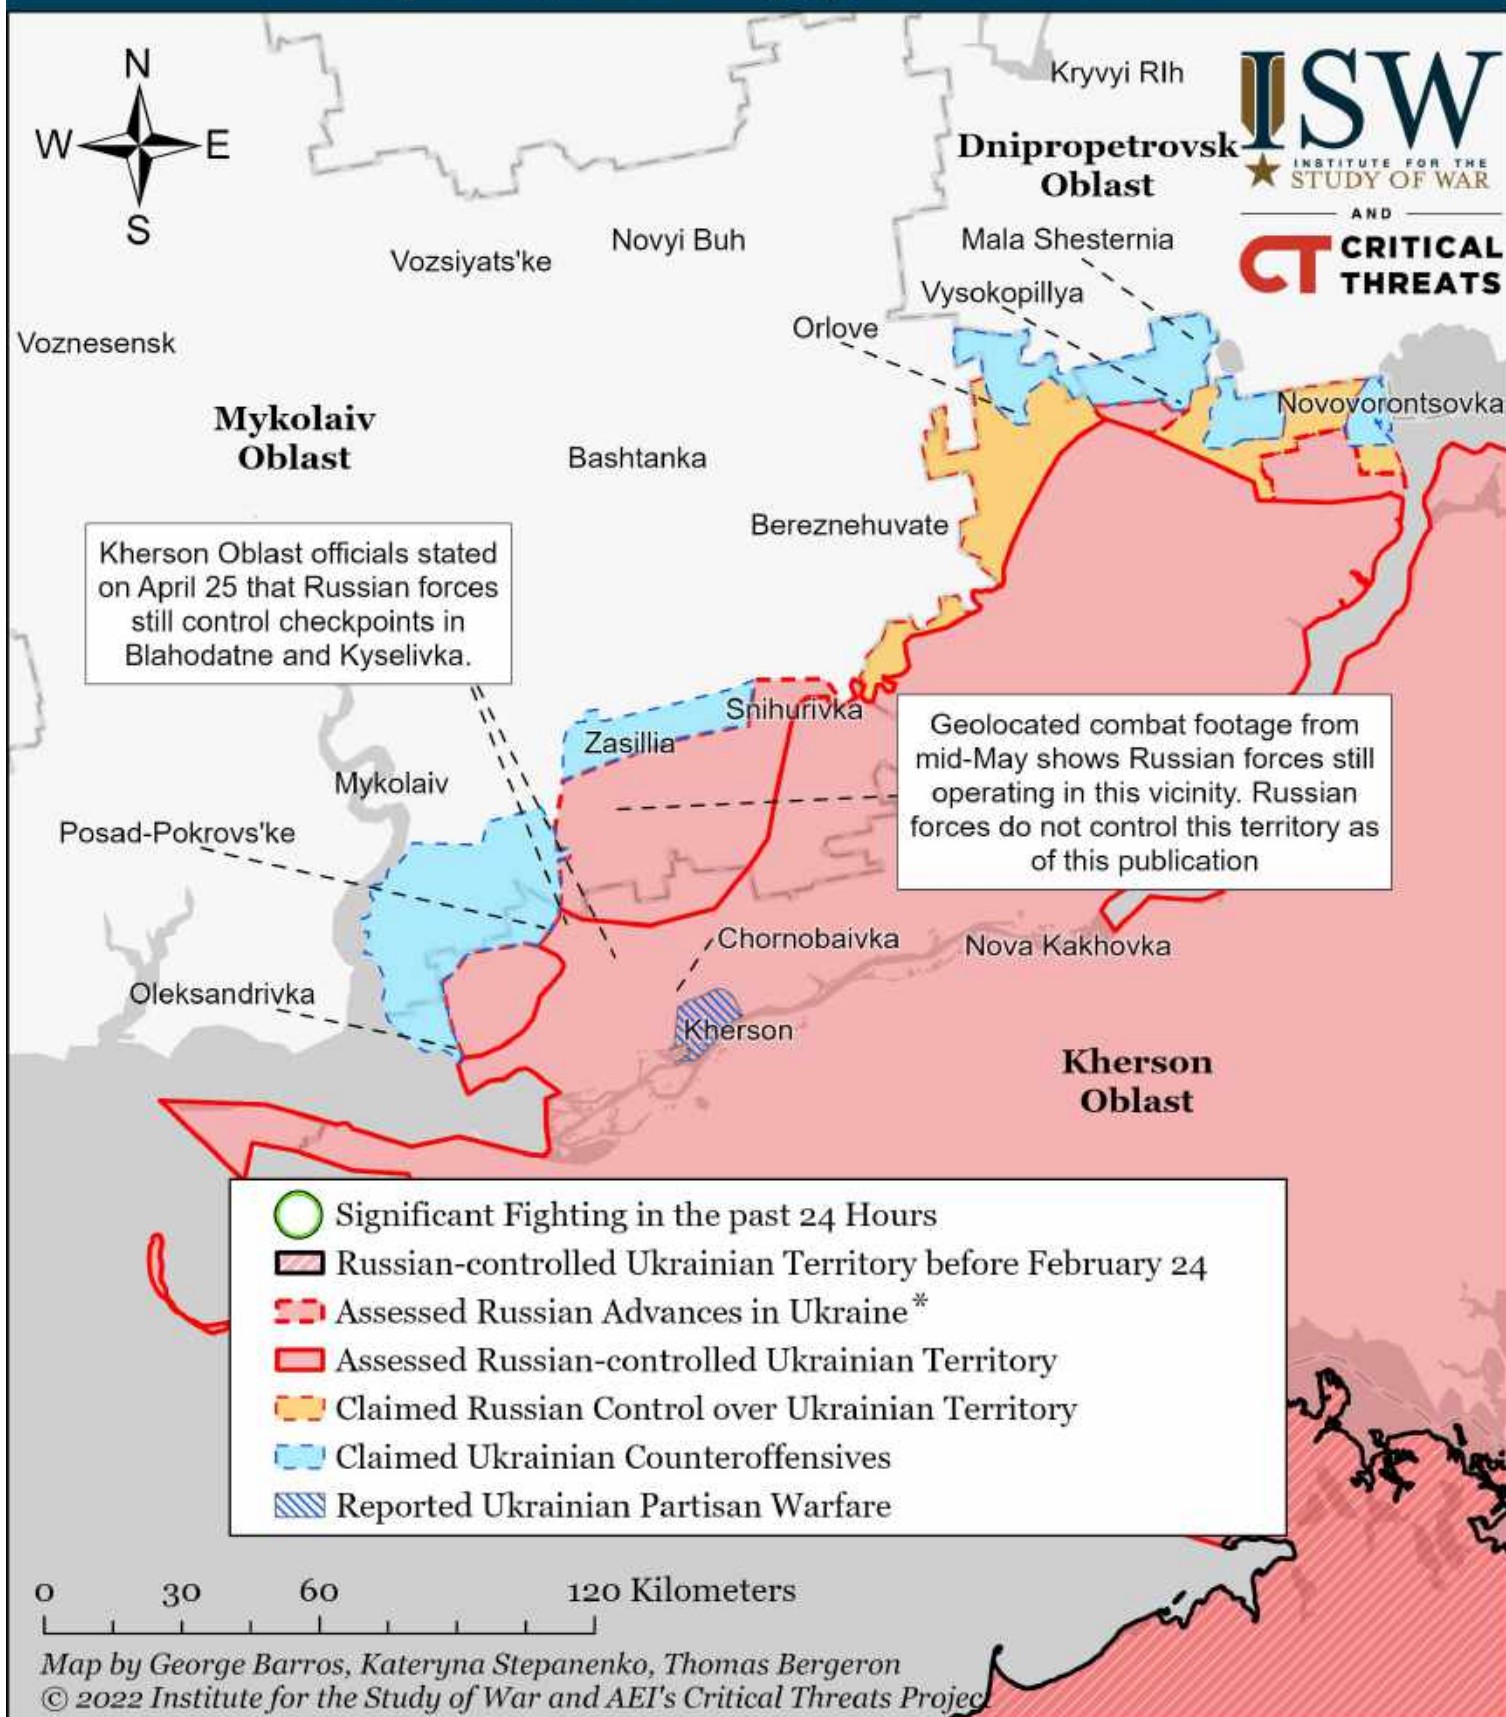 N
W E
S
Kryvyi RIh
ISW
INSTITUTE FOR THE
STUDY OF WAR
AND
CRITICAL
THREATS
Dnipropetrovsk
Oblast
Mala Shesternia
Novyi Buh
Vozsiyats'ke
Vysokopillya
Orlove
Voznesensk
Novovorontsovka
Mykolaiv
Oblast
Bashtanka
Bereznehuvate
Kherson Oblast officials stated
on April 25 that Russian forces
still control checkpoints in
Blahodatne and Kyselivka.
Snihurivka
Zasillia
Geolocated combat footage from
mid-May shows Russian forces still
operating in this vicinity. Russian
forces do not control this territory as
of this publication
Mykolaiv
Posad-Pokrovs'ke
Chornobaivka
Nova Kakhovka
Oleksandrivka
Kherson
Kherson
Oblast
Significant Fighting in the past 24 Hours
Russian-controlled Ukrainian Territory before February 24
Assessed Russian Advances in Ukraine*
Assessed Russian-controlled Ukrainian Territory
Claimed Russian Control over Ukrainian Territory
Claimed Ukrainian Counteroffensives
Reported Ukrainian Partisan Warfare
0 30 60 120 Kilometers
Map by George Barros, Kateryna Stepanenko, Thomas Bergeron
© 2022 Institute for the Study of War and AEI's Critical Threats Project